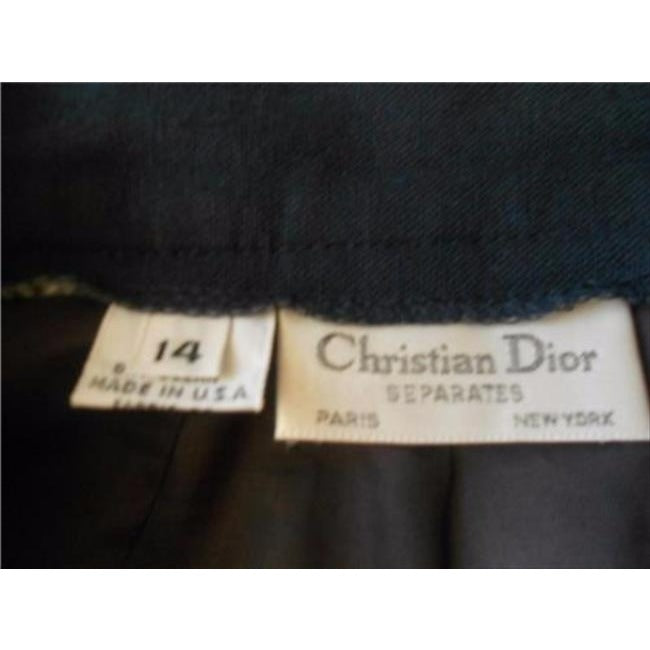 14
MADE IN U.S.A
Christian Dior
SEPARATES
PARIS NEW YORK